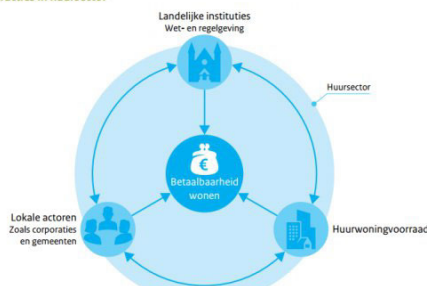 Landelijke instituties
Wet- en regelgeving
Huursector
€
Betaalbaarheid
wonen
Lokale actoren
Zoals corporaties
en gemeenten
Huurwoningvoorraad